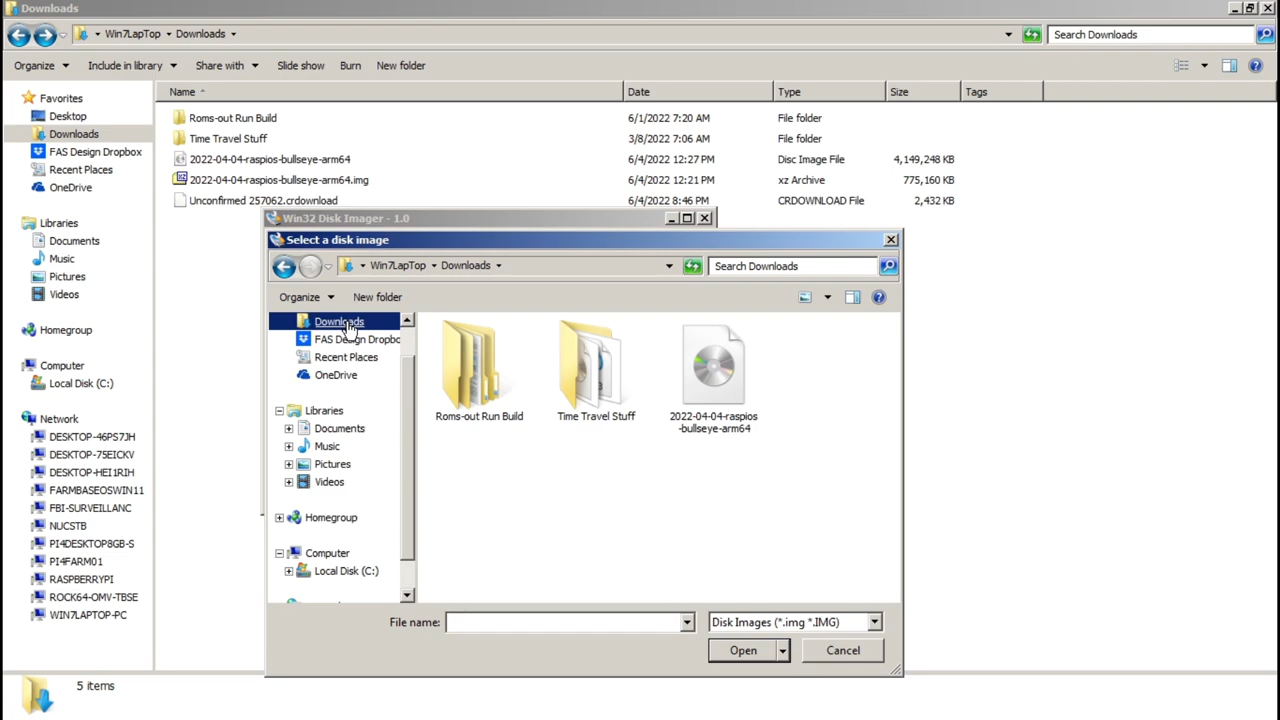 Downloads
Win7LapTop Downloads
Search Downloads
Organize Include in library Share with Slide show Burn New folder
Favorites
Desktop
Downloads
FAS Design Dropbox
Recent Places
OneDrive
Libraries
Documents
Music
Pictures
Videos
Homegroup
Computer
Local Disk (C:)
Network
DESKTOP-46PS7JH
DESKTOP-75EICKV
DESKTOP-HEI1RIH
FARMBASEOSWIN11
FBI-SURVEILLANC
NUCSTB
PI4DESKTOP8GB-S
PI4FARM01
RASPBERRYPI
ROCK64-OMV-TBSE
WIN7LAPTOP-PC
Name Date Type Size Tags
Roms-out Run Build 6/1/2022 7:20 AM File folder
Time Travel Stuff 3/8/2022 7:06 AM File folder
2022-04-04-raspios-bullseye-arm64 6/4/2022 12:27 PM Disc Image File 4,149,248 KB
2022-04-04-raspios-bullseye-arm64.img 6/4/2022 12:21 PM xz Archive 775,160 KB
Unconfirmed 257062.crdownload 6/4/2022 8:46 PM CRDOWNLOAD File 2,432 KB
Win32 Disk Imager - 1.0
Select a disk image
Win7LapTop Downloads
Search Downloads
Organize New folder
Downloads
FAS Design Dropbo
Recent Places
OneDrive
Libraries
Documents
Music
Pictures
Videos
Homegroup
Computer
Local Disk (C:)
Roms-out Run Build
Time Travel Stuff
2022-04-04-raspios
-bullseye-arm64
File name:
Disk Images (*.img *.IMG)
Open Cancel
5 items